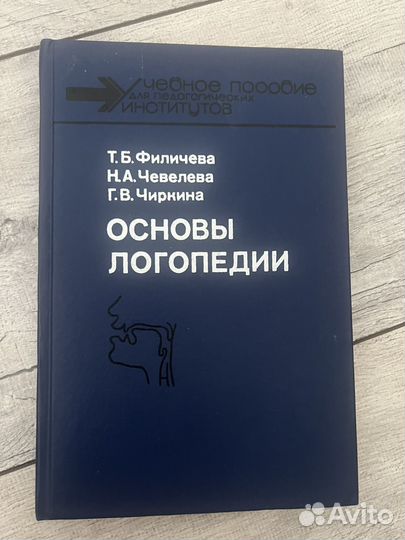 Учебное пособие
для педагогических
институтов
Т.Б.Филичева
Н.А.Чевелева
Г.В.Чиркина
ОСНОВЫ
ЛОГОПЕДИИ
Avito